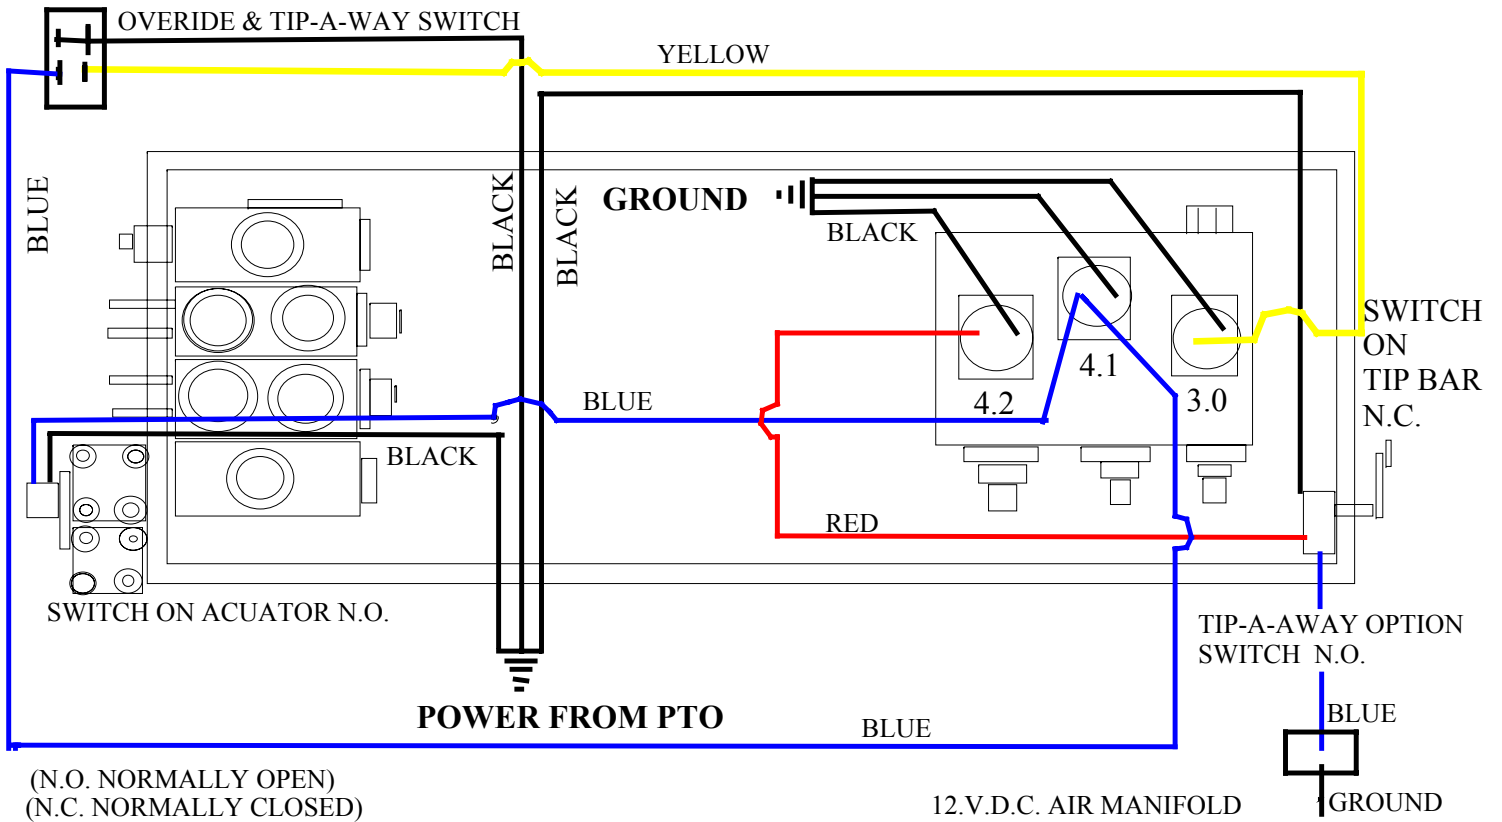 OVERIDE & TIP-A-WAY SWITCH
YELLOW
BLUE
BLACK
BLACK
GROUND
BLACK
SWITCH
ON
TIP BAR
N.C.
4.1
4.2
3.0
BLUE
BLACK
RED
SWITCH ON ACUATOR N.O.
TIP-A-AWAY OPTION
SWITCH N.O.
POWER FROM PTO
BLUE
BLUE
(N.O. NORMALLY OPEN)
(N.C. NORMALLY CLOSED)
12.V.D.C. AIR MANIFOLD
GROUND